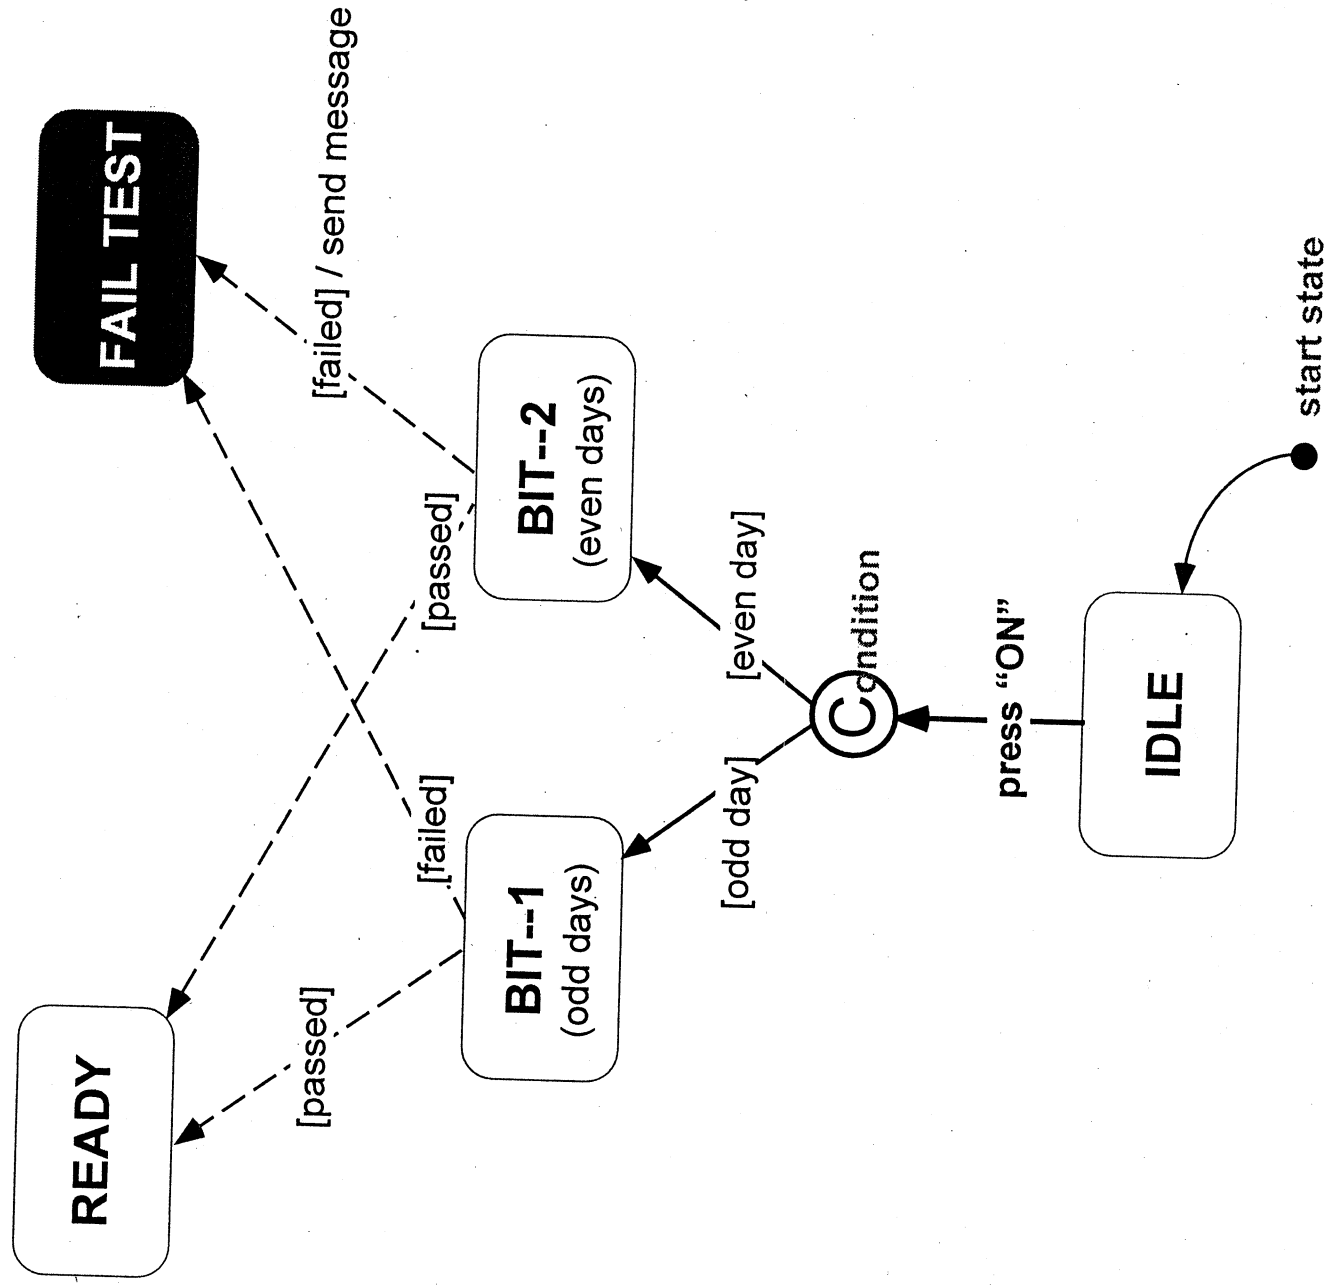 start state
IDLE
press “ON”
C
ondition
[odd day]
[even day]
BIT--1
(odd days)
BIT--2
(even days)
[passed]
[failed]
[passed]
[failed] / send message
READY
FAIL TEST